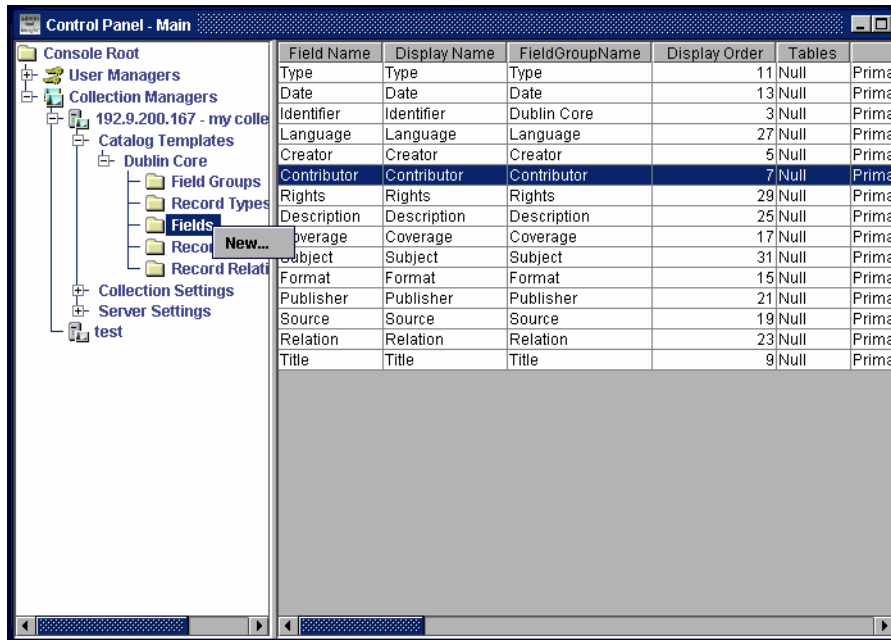 Control Panel - Main
Console Root
User Managers
Collection Managers
192.9.200.167 - my colle
Catalog Templates
Dublin Core
Field Groups
Record Types
Fields
New...
Recor
Record Relati
Collection Settings
Server Settings
test
Field Name Display Name FieldGroupName Display Order Tables
Type Type Type 11 Null Prima
Date Date Date 13 Null Prima
Identifier Identifier Dublin Core 3 Null Prima
Language Language Language 27 Null Prima
Creator Creator Creator 5 Null Prima
Contributor Contributor Contributor 7 Null Prima
Rights Rights Rights 29 Null Prima
Description Description Description 25 Null Prima
overage Coverage Coverage 17 Null Prima
Subject Subject Subject 31 Null Prima
Format Format Format 15 Null Prima
Publisher Publisher Publisher 21 Null Prima
Source Source Source 19 Null Prima
Relation Relation Relation 23 Null Prima
Title Title Title 9 Null Prima